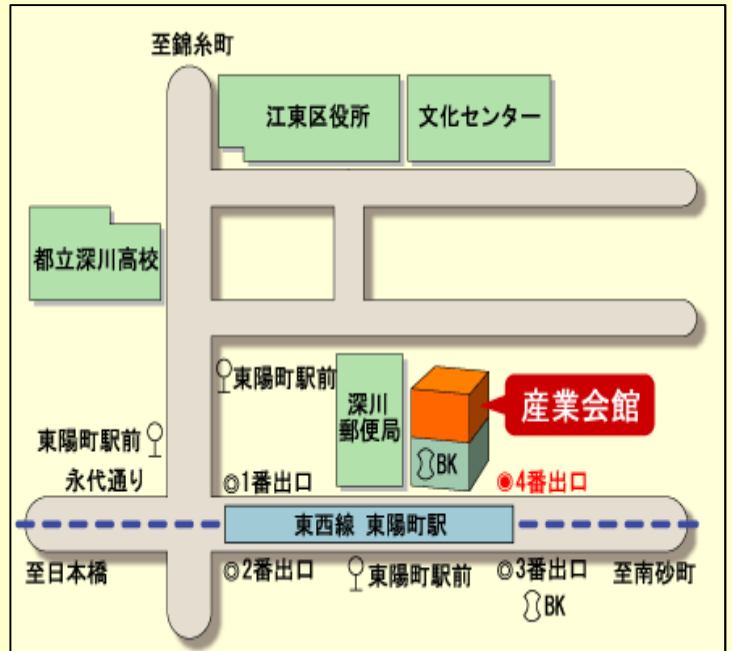 至錦糸町
江東区役所
文化センター
都立深川高校
東陽町駅前
深川
郵便局
産業会館
東陽町駅前
BK
永代通り
◎1番出口
◉4番出口
東西線 東陽町駅
至日本橋
◎2番出口
東陽町駅前
◎3番出口
至南砂町
BK